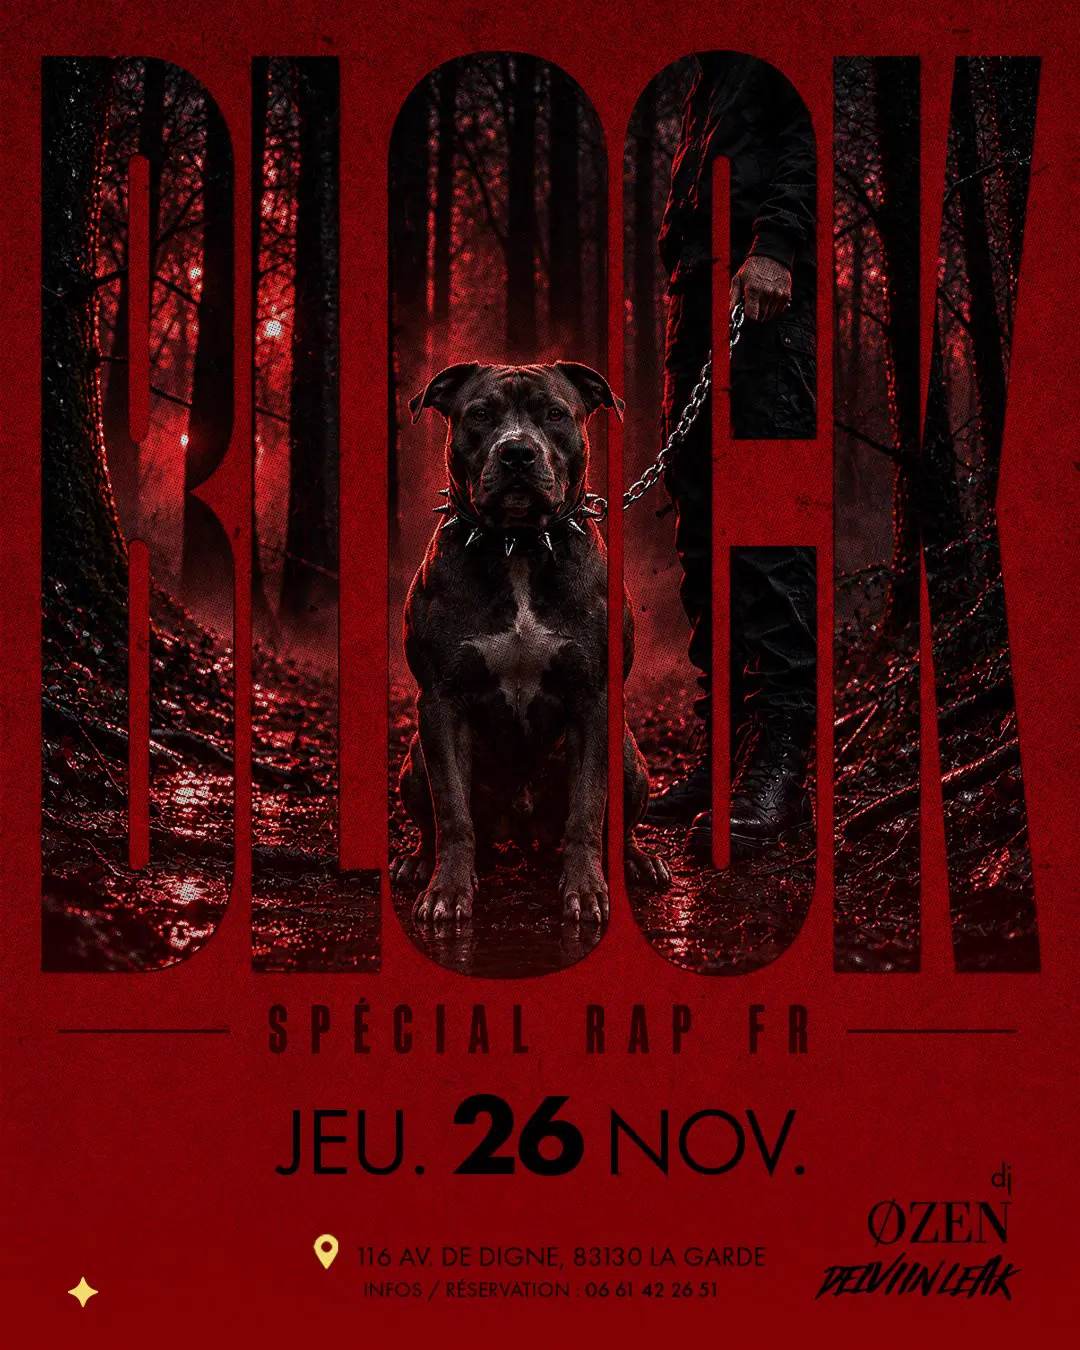 BLOCK
SPÉCIAL RAP FR
JEU. 26 NOV.
dj
ØZEN
DELVIINLEAK
116 AV. DE DIGNE, 83130 LA GARDE
INFOS / RÉSERVATION : 06 61 42 26 51